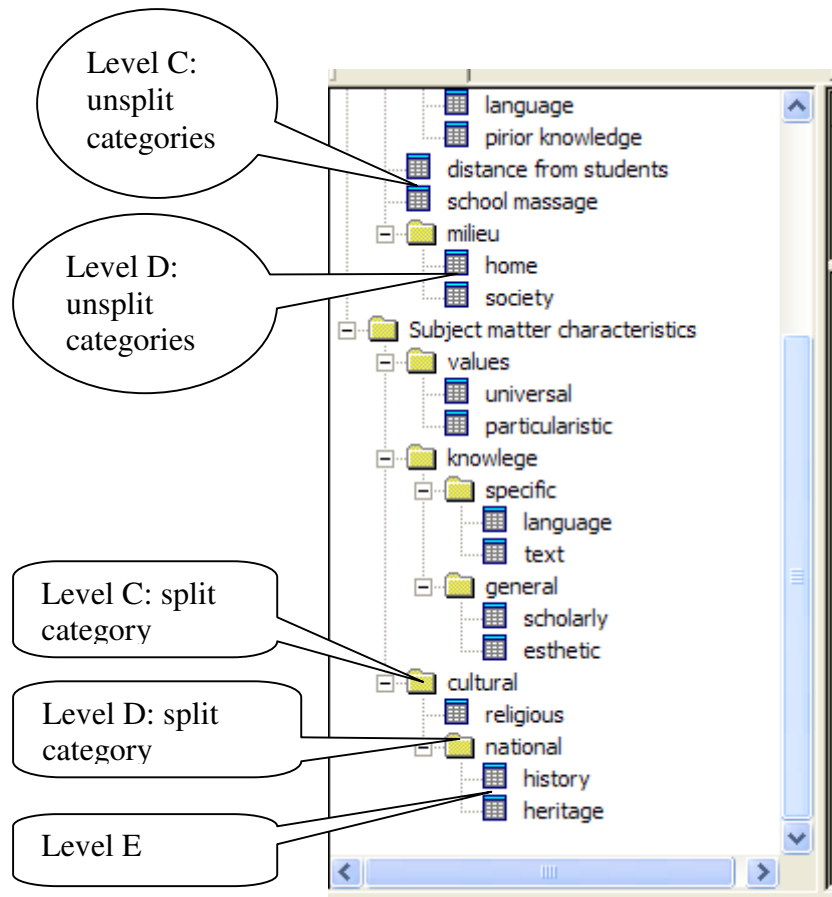 Level C:
unsplit
categories
Level D:
unsplit
categories
Level C: split
category
Level D: split
category
Level E
language
pirior knowledge
distance from students
school massage
milieu
home
society
Subject matter characteristics
values
universal
particularistic
knowlege
specific
language
text
general
scholarly
esthetic
cultural
religious
national
history
heritage